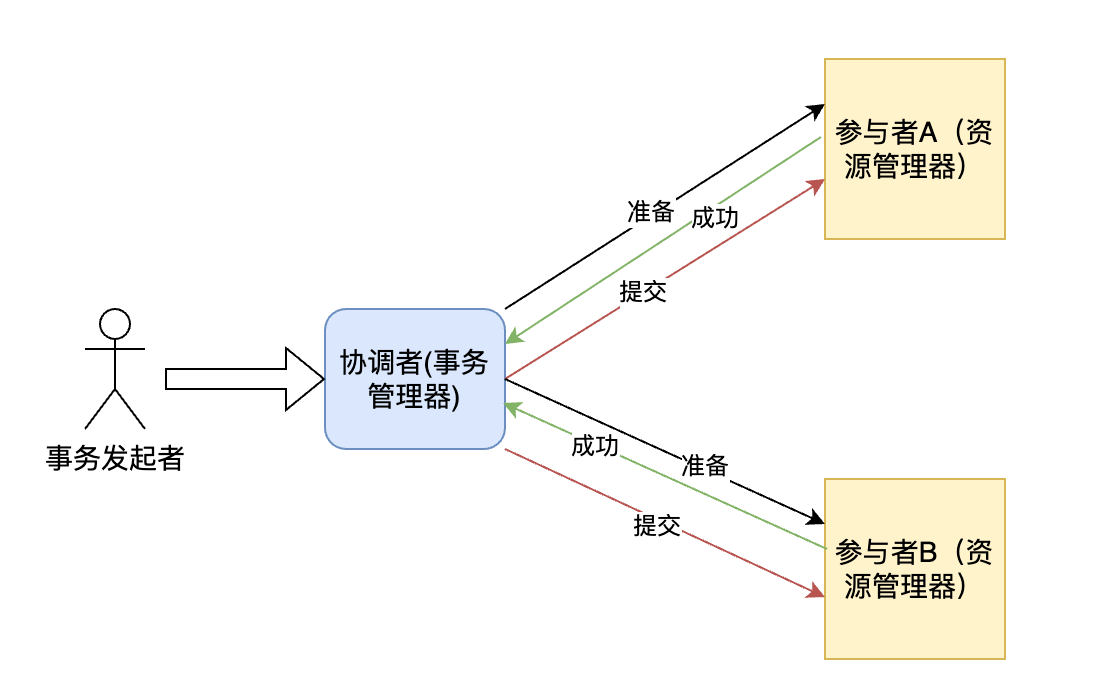 参与者A（资
源管理器）
准备
成功
提交
协调者(事务
管理器)
事务发起者
成功
准备
提交
参与者B（资
源管理器）